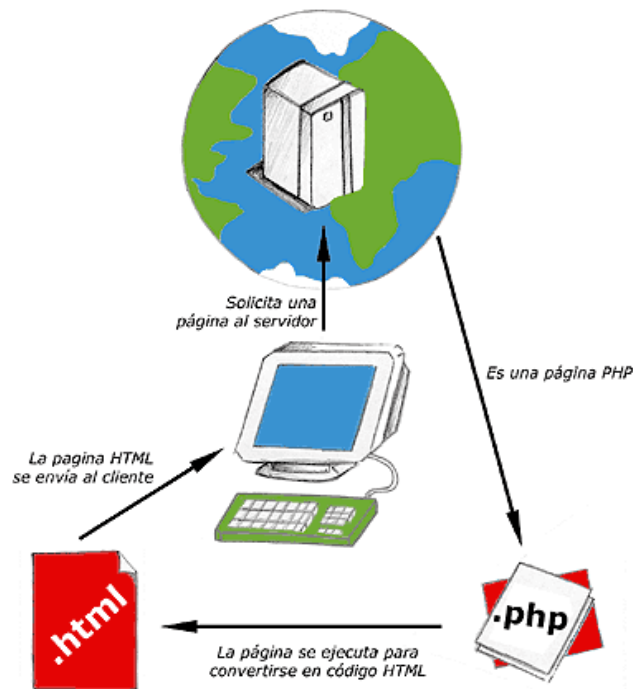 Solicita una
página al servidor
Es una página PHP
La pagina HTML
se envía al cliente
.html
.php
La página se ejecuta para
convertirse en código HTML